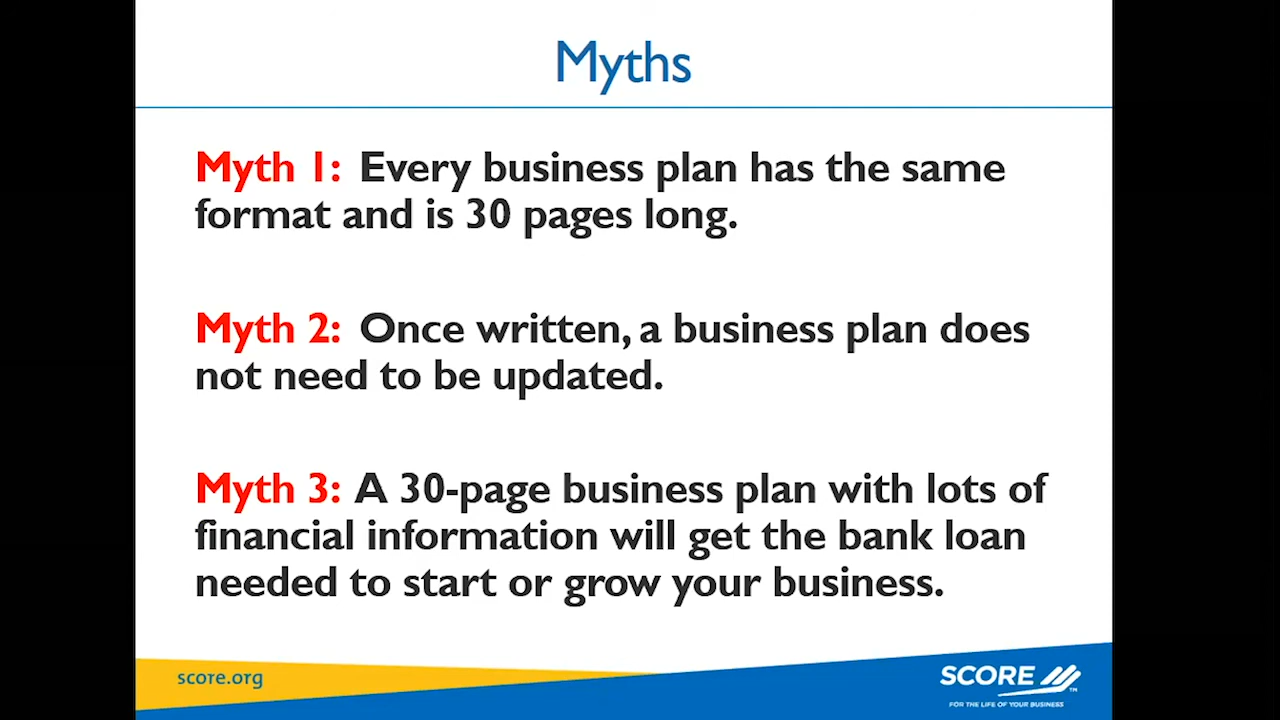 Myths
Myth 1: Every business plan has the same
format and is 30 pages long.
Myth 2: Once written, a business plan does
not need to be updated.
Myth 3: A 30-page business plan with lots of
financial information will get the bank loan
needed to start or grow your business.
score.org
SCORE TM
FOR THE LIFE OF YOUR BUSINESS